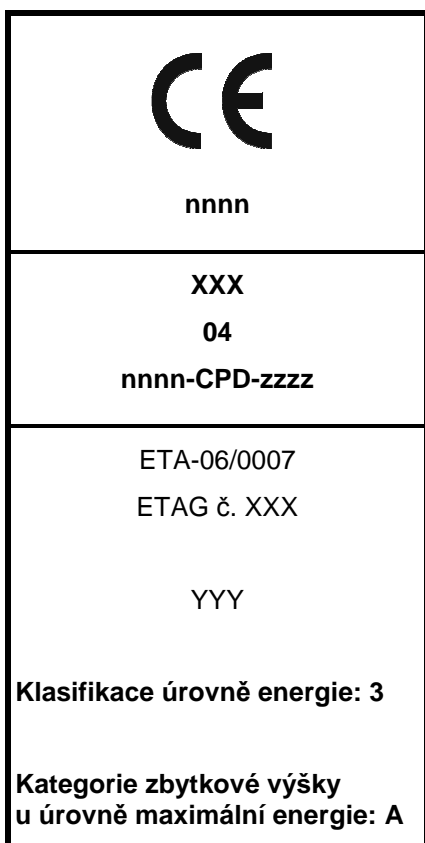 CE
nnnn
XXX
04
nnnn-CPD-zzzz
ETA-06/0007
ETAG č. XXX
YYY
Klasifikace úrovně energie: 3
Kategorie zbytkové výšky
u úrovně maximální energie: A